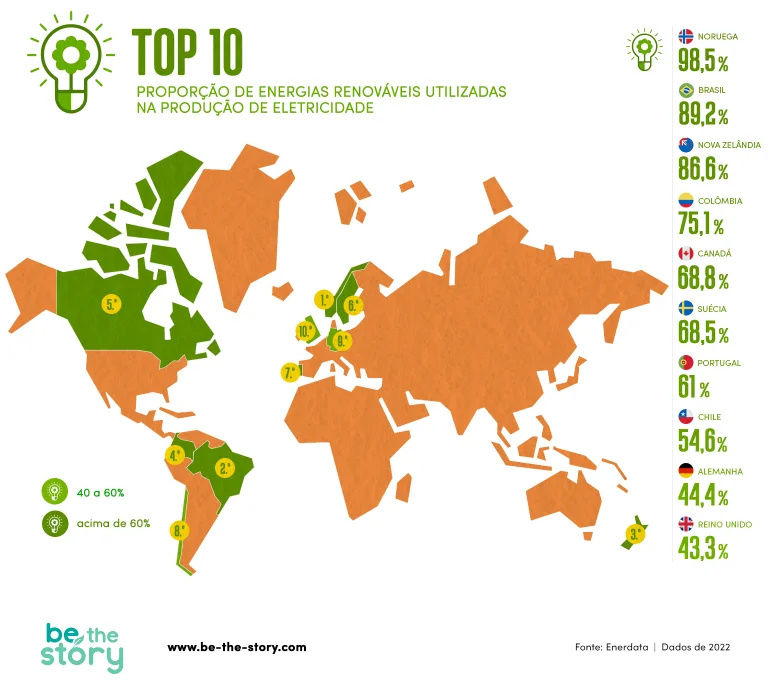 TOP 10
PROPORÇÃO DE ENERGIAS RENOVÁVEIS UTILIZADAS
NA PRODUÇÃO DE ELETRICIDADE
NORUEGA
98,5%
BRASIL
89,2%
NOVA ZELÂNDIA
86,6%
COLÔMBIA
75,1%
CANADÁ
68,8%
SUÉCIA
68,5%
PORTUGAL
61%
CHILE
54,6%
ALEMANHA
44,4%
REINO UNIDO
43,3%
5.º
1.º
6.º
10.º
9.º
7.º
4.º
2.º
8.º
3.º
40 a 60%
acima de 60%
be the
story
www.be-the-story.com
Fonte: Enerdata | Dados de 2022